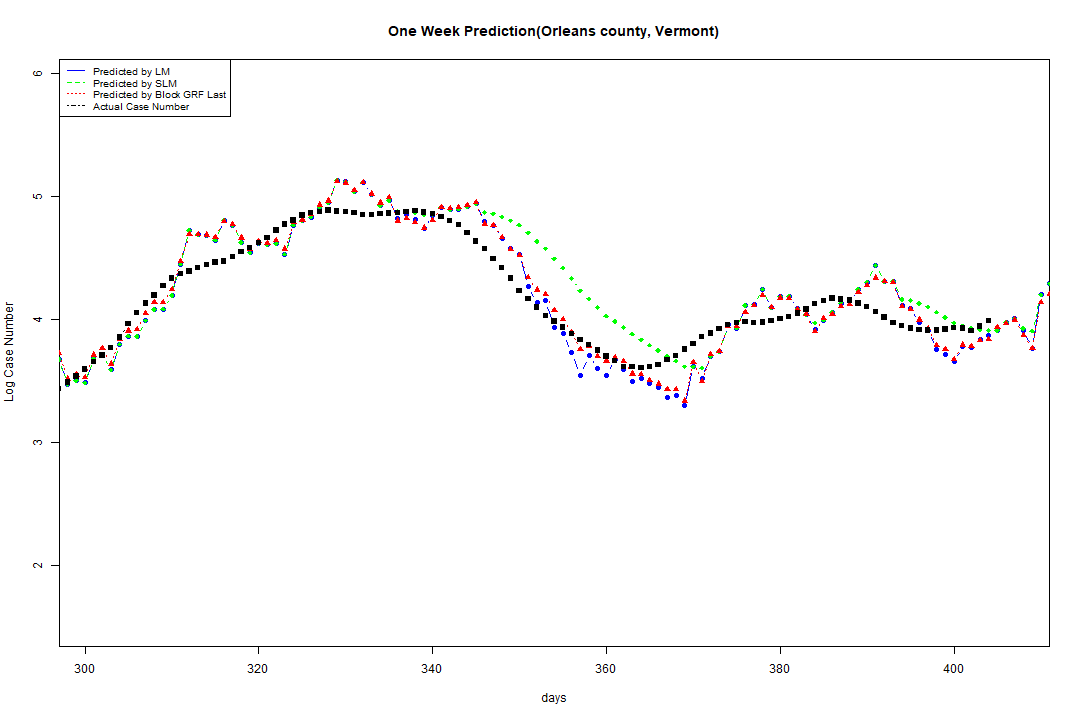 One Week Prediction(Orleans county, Vermont)
Predicted by LM
Predicted by SLM
Predicted by Block GRF Last
Actual Case Number
6
5
4
3
2
Log Case Number
300 320 340 360 380 400
days